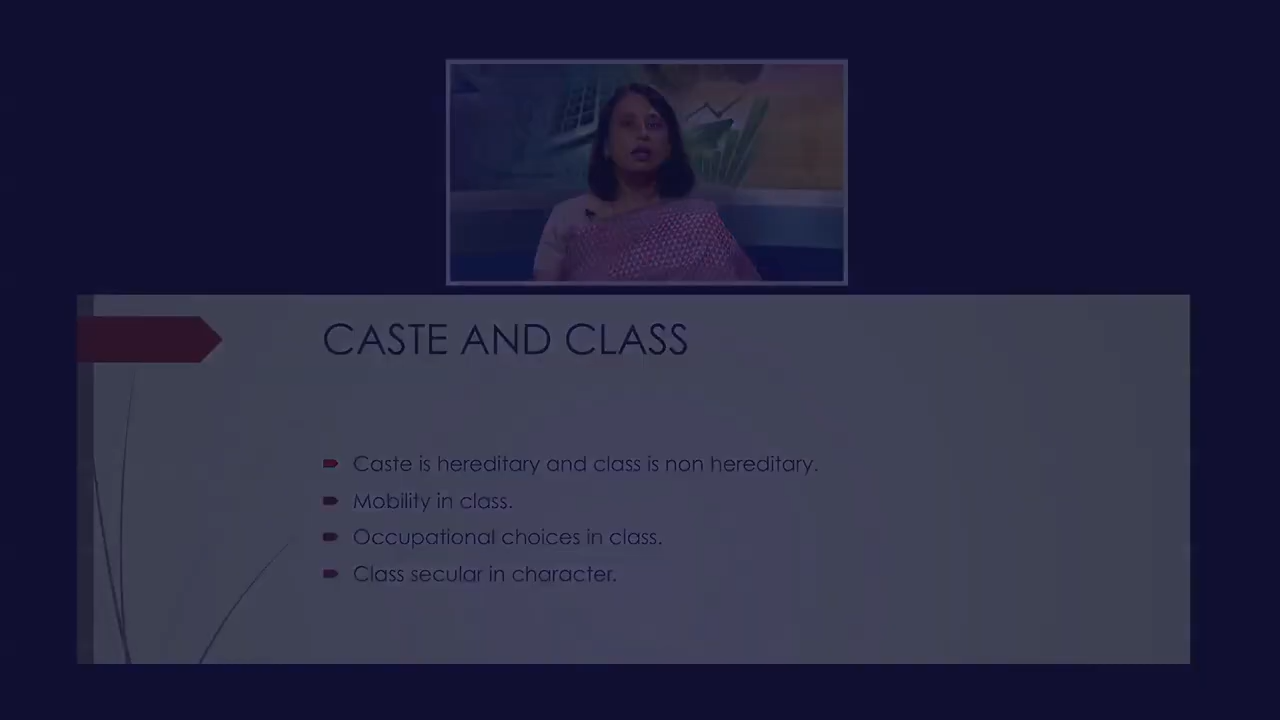 CASTE AND CLASS
Caste is hereditary and class is non hereditary.
Mobility in class.
Occupational choices in class.
Class secular in character.